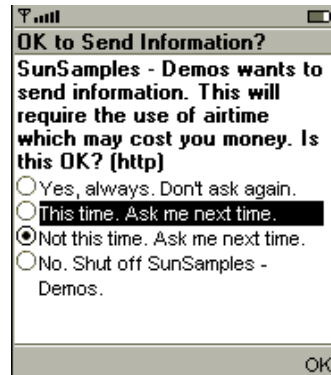 OK to Send Information?
SunSamples - Demos wants to
send information. This will
require the use of airtime
which may cost you money. Is
this OK? (http)
Yes, always. Don't ask again.
This time. Ask me next time.
Not this time. Ask me next time.
No. Shut off SunSamples -
Demos.
OK